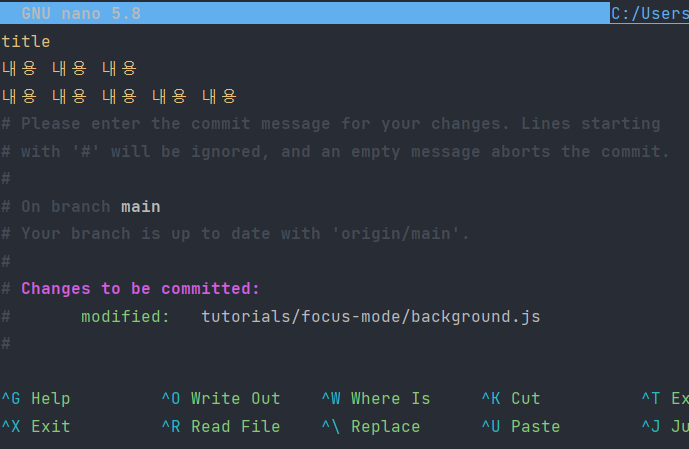 GNU nano 5.8 C:/Users
title
내용 내용 내용
내용 내용 내용 내용 내용
# Please enter the commit message for your changes. Lines starting
# with '#' will be ignored, and an empty message aborts the commit.
#
# On branch main
# Your branch is up to date with 'origin/main'.
#
# Changes to be committed:
# modified: tutorials/focus-mode/background.js
#
^G Help ^O Write Out ^W Where Is ^K Cut ^T Ex
^X Exit ^R Read File ^\ Replace ^U Paste ^J Ju